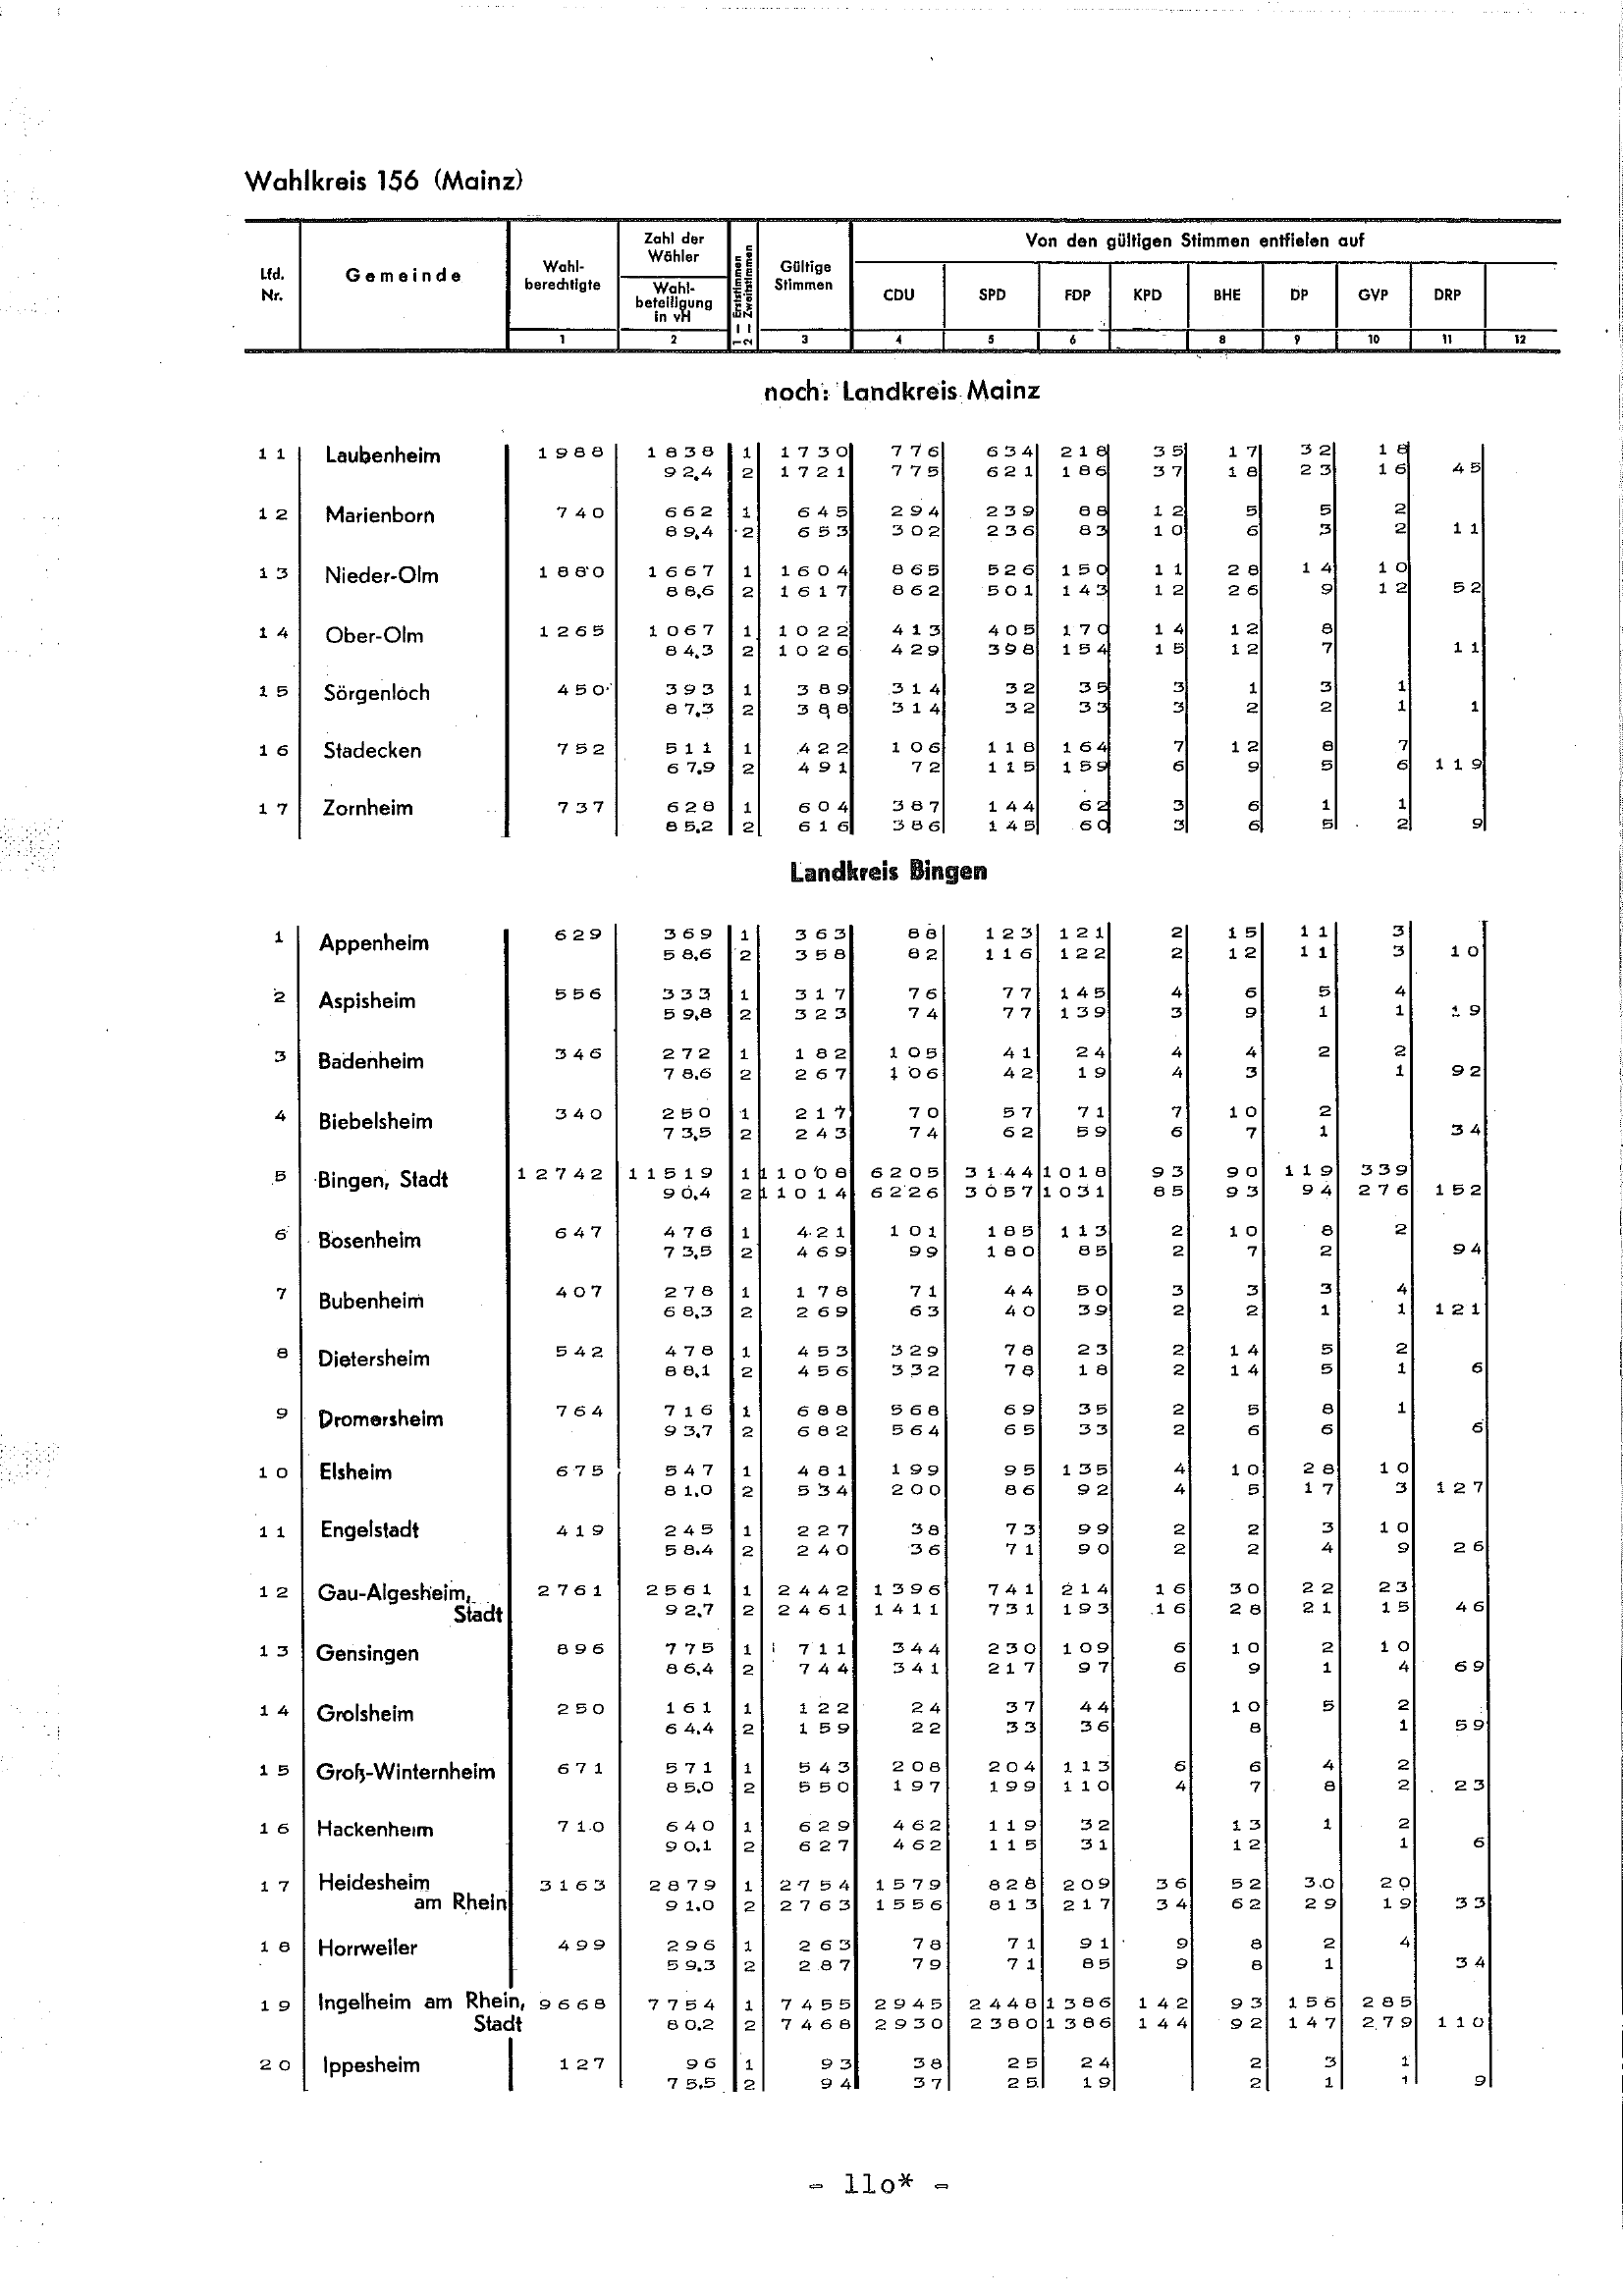 Wahlkreis 156 (Mainz)
Lfd. Nr. Gemeinde Wahl-berechtigte Zahl der Wähler Wahl-beteiligung in vH 1 = Erststimmen 2 = Zweitstimmen Gültige Stimmen Von den gültigen Stimmen entfielen auf
CDU SPD FDP KPD BHE DP GVP DRP
1 2 3 4 5 6 8 9 10 11 12
noch: Landkreis Mainz
11 Laubenheim 1988 1838 1 1730 776 634 218 35 17 32 18
92,4 2 1721 775 621 186 37 18 23 16 45
12 Marienborn 740 662 1 645 294 239 88 12 5 5 2
89,4 2 653 302 236 83 10 6 3 2 11
13 Nieder-Olm 1880 1667 1 1604 865 526 150 11 28 14 10
88,6 2 1617 862 501 143 12 26 9 12 52
14 Ober-Olm 1265 1067 1 1022 413 405 170 14 12 8
84,3 2 1026 429 398 154 15 12 7 11
15 Sörgenloch 450 393 1 389 314 32 35 3 1 3 1
87,3 2 388 314 32 33 3 2 2 1 1
16 Stadecken 752 511 1 422 106 118 164 7 12 8 7
67,9 2 491 72 115 159 6 9 5 6 119
17 Zornheim 737 628 1 604 387 144 62 3 6 1 1
85,2 2 616 386 145 60 3 6 5 2 9
Landkreis Bingen
1 Appenheim 629 369 1 363 88 123 121 2 15 11 3
58,6 2 358 82 116 122 2 12 11 3 10
2 Aspisheim 556 333 1 317 76 77 145 4 6 5 4
59,8 2 323 74 77 139 3 9 1 1 19
3 Badenheim 346 272 1 182 105 41 24 4 4 2 2
78,6 2 267 106 42 19 4 3 1 92
4 Biebelsheim 340 250 1 217 70 57 71 7 10 2
73,5 2 243 74 62 59 6 7 1 34
5 Bingen, Stadt 12742 11519 1 11008 6205 3144 1018 93 90 119 339
90,4 2 11014 6226 3057 1031 85 93 94 276 152
6 Bosenheim 647 476 1 421 101 185 113 2 10 8 2
73,5 2 469 99 180 85 2 7 2 94
7 Bubenheim 407 278 1 178 71 44 50 3 3 3 4
68,3 2 269 63 40 39 2 2 1 1 121
8 Dietersheim 542 478 1 453 329 78 23 2 14 5 2
88,1 2 456 332 78 18 2 14 5 1 6
9 Dromersheim 764 716 1 688 568 69 35 2 5 8 1
93,7 2 682 564 65 33 2 6 6 6
10 Elsheim 675 547 1 481 199 95 135 4 10 28 10
81,0 2 534 200 86 92 4 5 17 3 127
11 Engelstadt 419 245 1 227 38 73 99 2 2 3 10
58,4 2 240 36 71 90 2 2 4 9 26
12 Gau-Algesheim, 2761 2561 1 2442 1396 741 214 16 30 22 23
Stadt 92,7 2 2461 1411 731 193 16 28 21 15 46
13 Gensingen 896 775 1 711 344 230 109 6 10 2 10
86,4 2 744 341 217 97 6 9 1 4 69
14 Grolsheim 250 161 1 122 24 37 44 10 5 2
64,4 2 159 22 33 36 8 1 59
15 Groß-Winternheim 671 571 1 543 208 204 113 6 6 4 2
85,0 2 550 197 199 110 4 7 8 2 23
16 Hackenheim 710 640 1 629 462 119 32 13 1 2
90,1 2 627 462 115 31 12 1 6
17 Heidesheim 3163 2879 1 2754 1579 828 209 36 52 30 20
am Rhein 91,0 2 2763 1556 813 217 34 62 29 19 33
18 Horrweiler 499 296 1 263 78 71 91 9 8 2 4
59,3 2 287 79 71 85 9 8 1 34
19 Ingelheim am Rhein, 9668 7754 1 7455 2945 2448 1386 142 93 156 285
Stadt 80,2 2 7468 2930 2380 1386 144 92 147 279 110
20 Ippesheim 127 96 1 93 38 25 24 2 3 1
75,5 2 94 37 25 19 2 1 1 9
- 11o* -